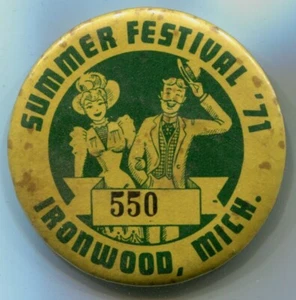 SUMMER FESTIVAL '71
550
IRONWOOD, MICH.